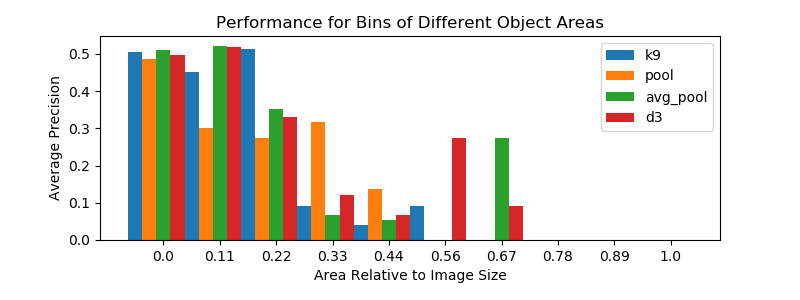 Performance for Bins of Different Object Areas
Average Precision
0.5
0.4
0.3
0.2
0.1
0.0
k9
pool
avg_pool
d3
0.0 0.11 0.22 0.33 0.44 0.56 0.67 0.78 0.89 1.0
Area Relative to Image Size